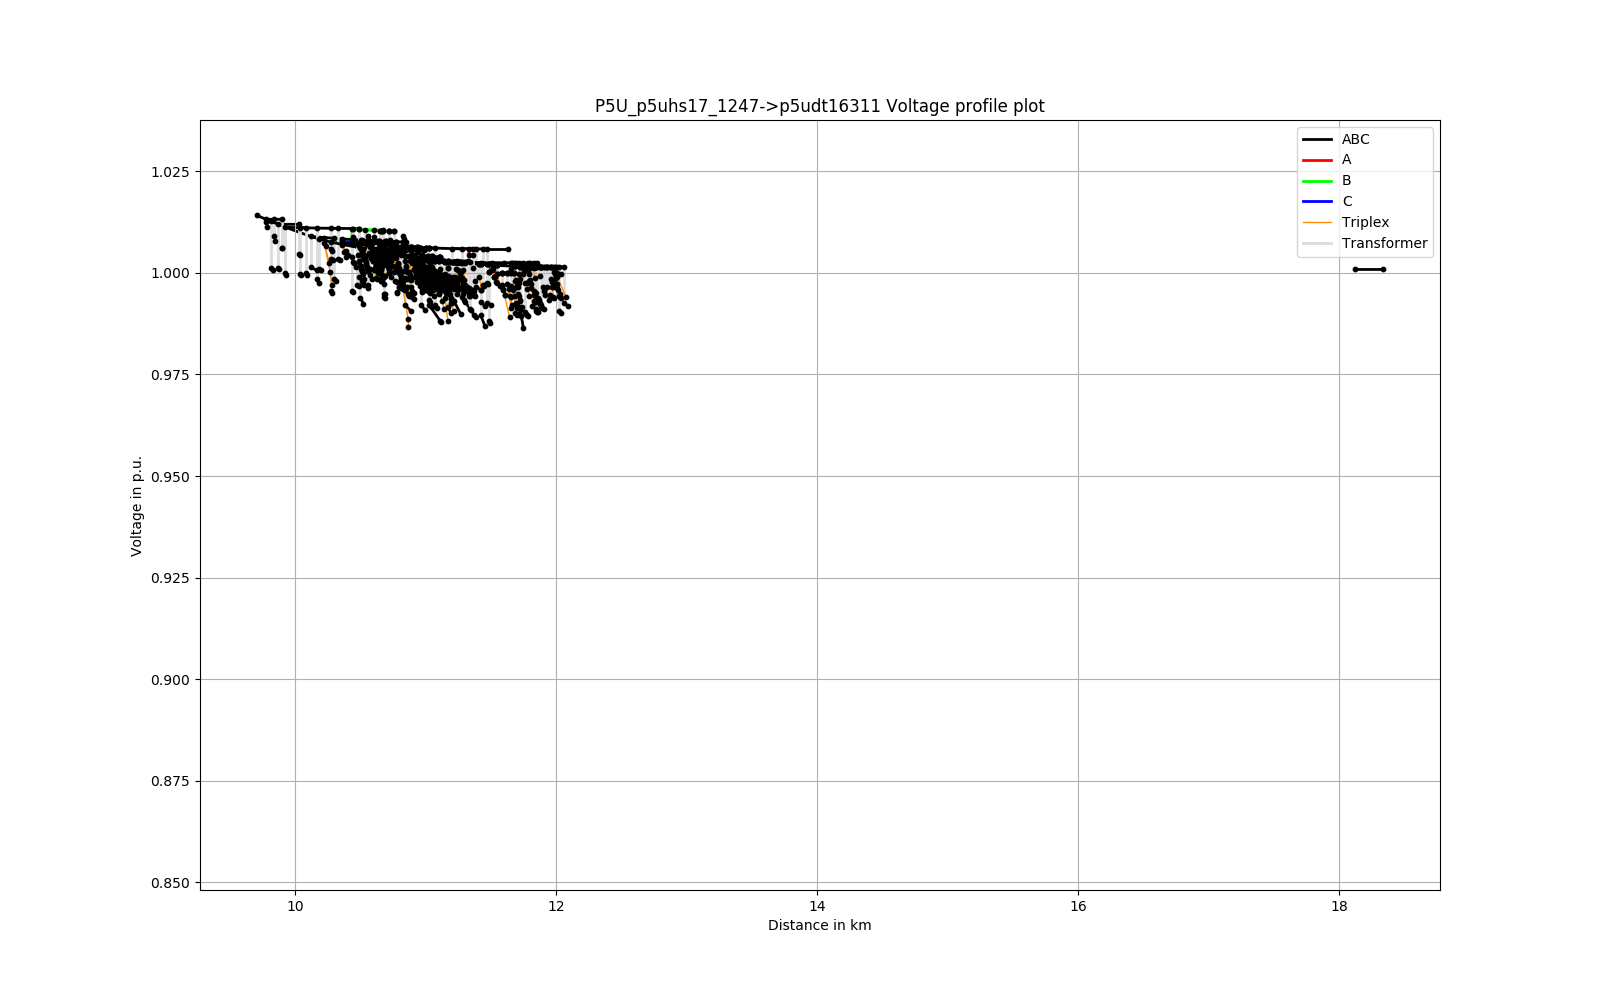 P5U_p5uhs17_1247->p5udt16311 Voltage profile plot
ABC
A
B
C
Triplex
Transformer
1.025
1.000
0.975
0.950
0.925
0.900
0.875
0.850
Voltage in p.u.
10 12 14 16 18
Distance in km